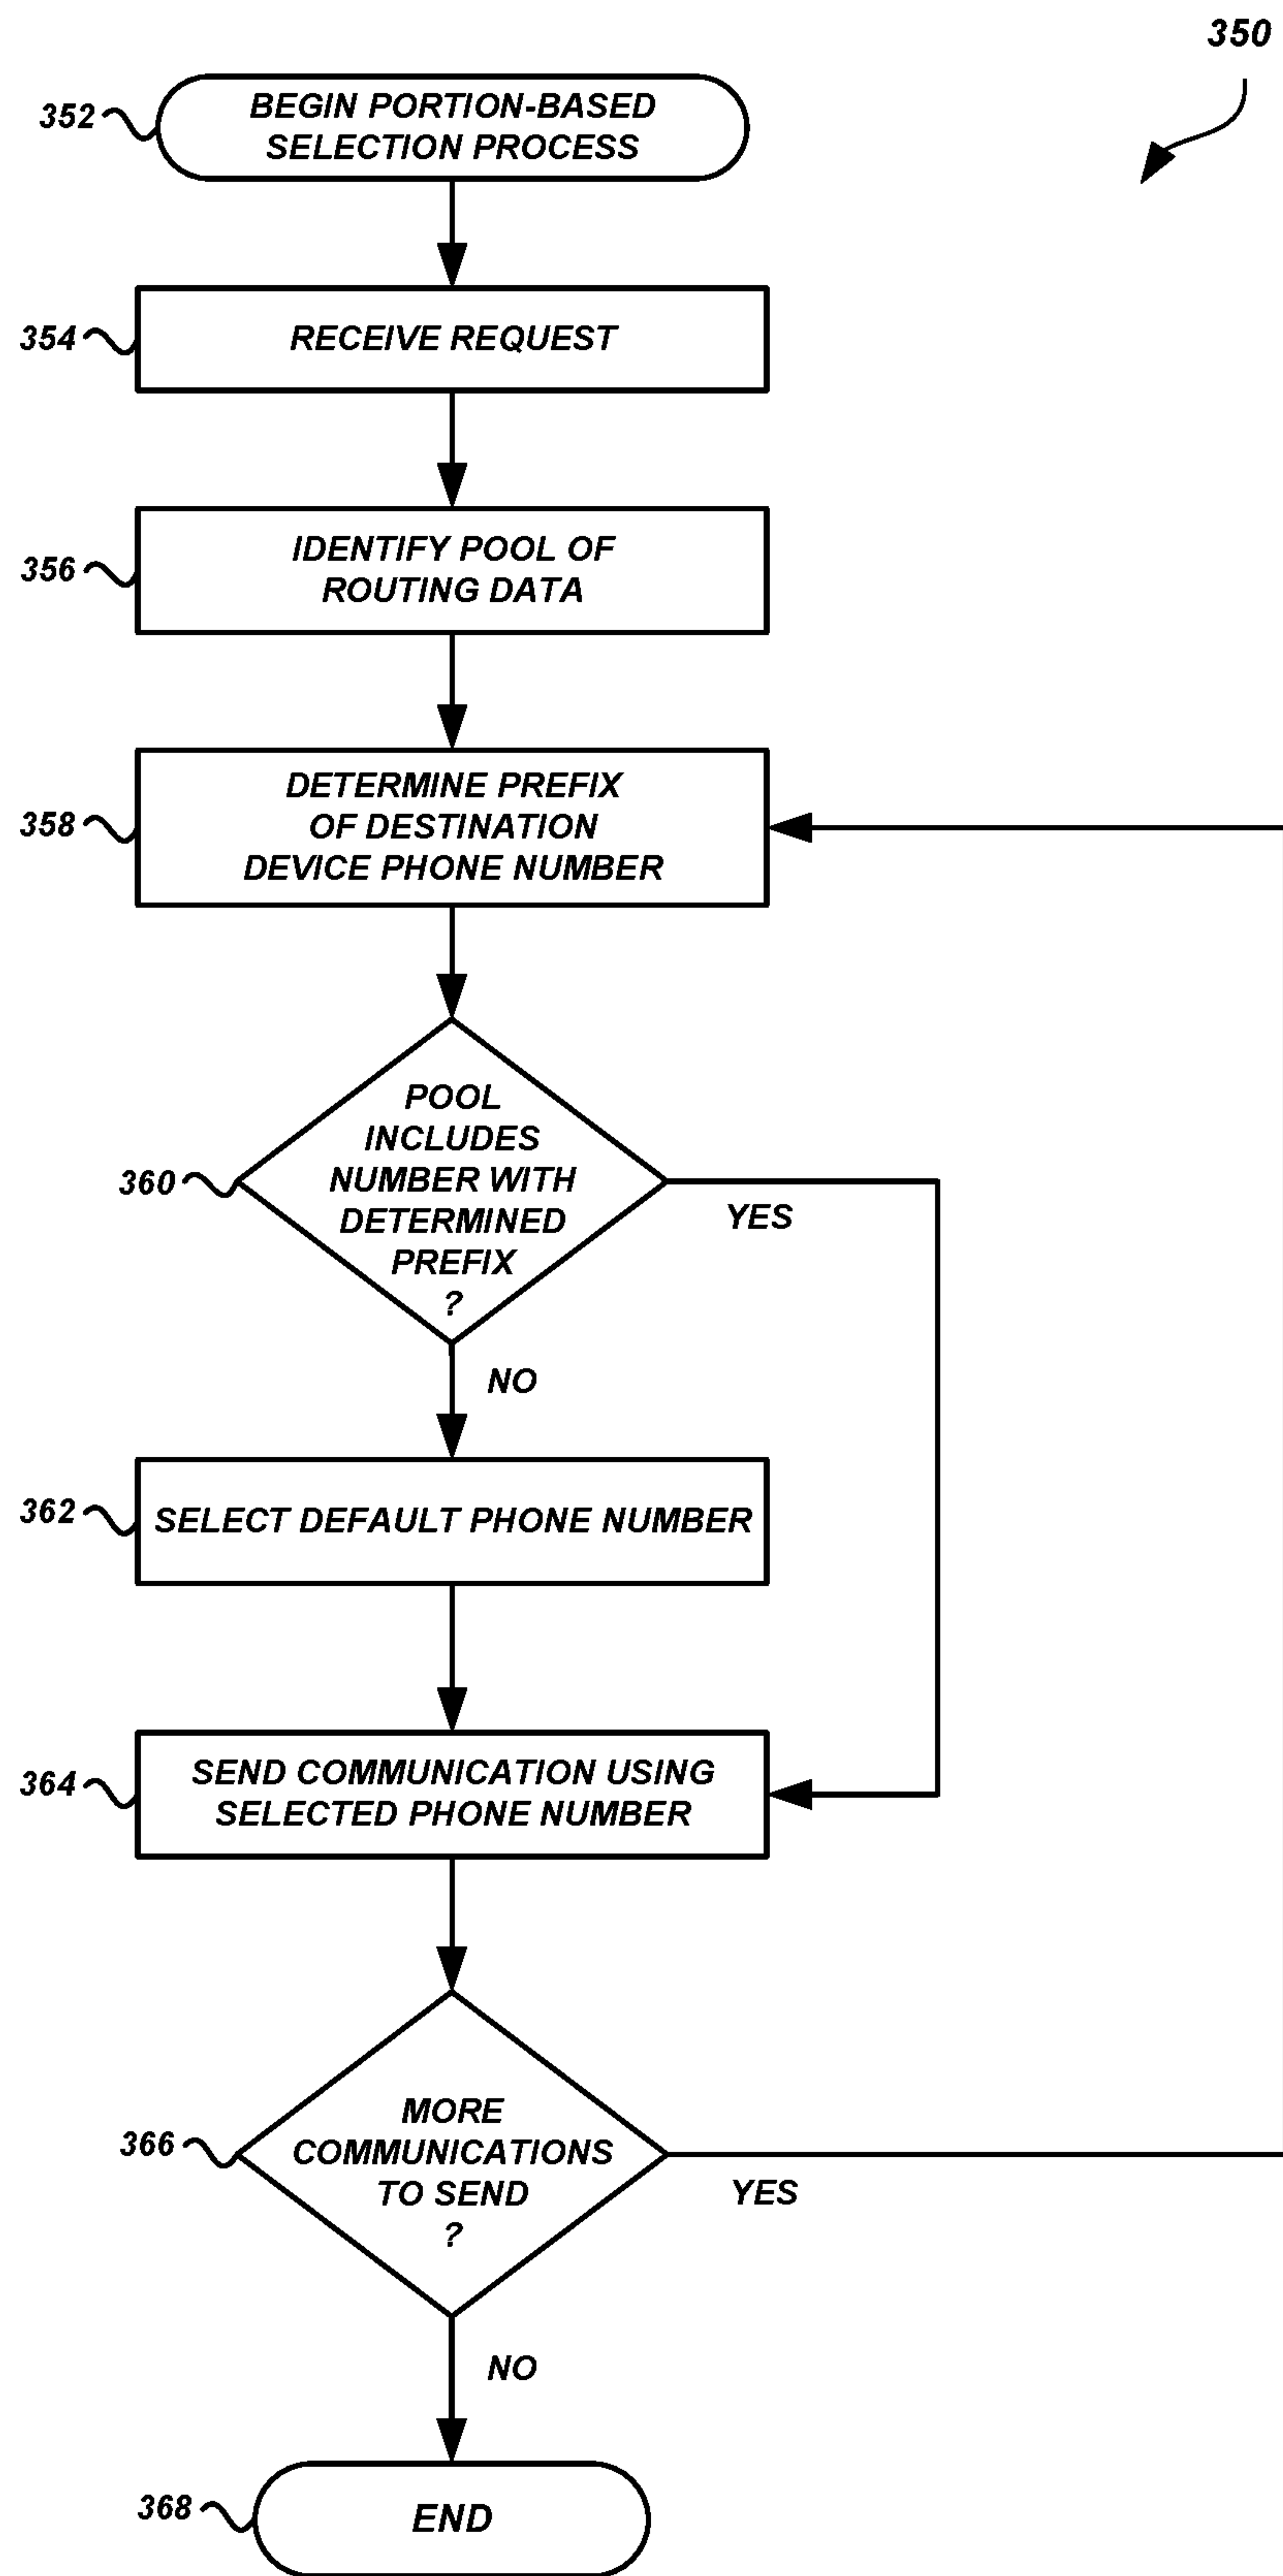 350
352
BEGIN PORTION-BASED
SELECTION PROCESS
354
RECEIVE REQUEST
356
IDENTIFY POOL OF
ROUTING DATA
358
DETERMINE PREFIX
OF DESTINATION
DEVICE PHONE NUMBER
360
POOL
INCLUDES
NUMBER WITH
DETERMINED
PREFIX
?
YES
NO
362
SELECT DEFAULT PHONE NUMBER
364
SEND COMMUNICATION USING
SELECTED PHONE NUMBER
366
MORE
COMMUNICATIONS
TO SEND
?
YES
NO
368
END